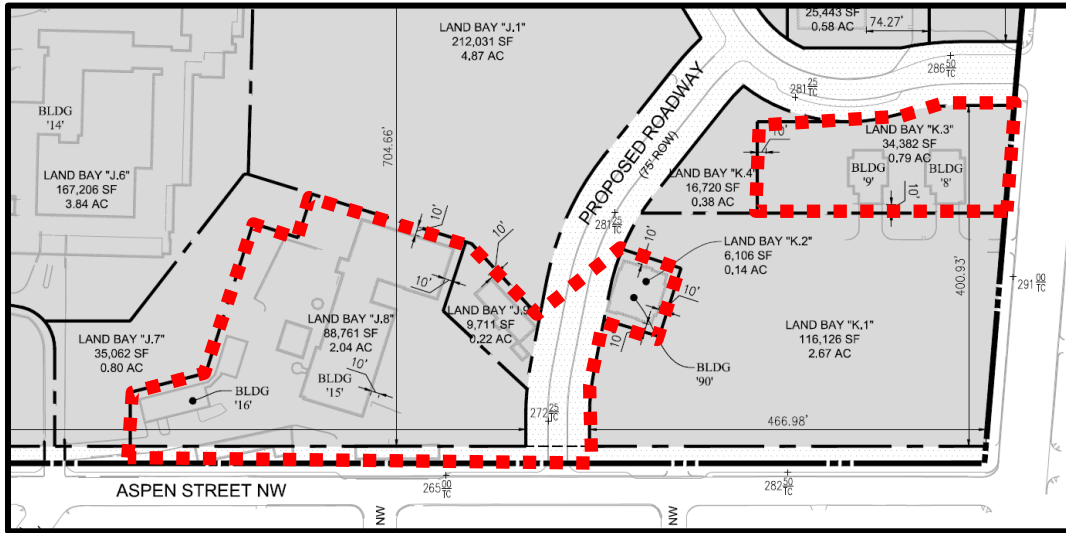 25,443 SF
0.58 AC
74.27'
LAND BAY "J.1"
212,031 SF
4.87 AC
286 50
TC
281 25
TC
BLDG
'14'
704.66'
PROPOSED ROADWAY
(75' ROW)
LAND BAY "K.3"
34,382 SF
0.79 AC
10'
BLDG
'9'
BLDG
'8'
10'
LAND BAY "J.6"
167,206 SF
3.84 AC
LAND BAY "K.4"
16,720 SF
0.38 AC
281 25
TC
10'
10'
10'
LAND BAY "K.2"
6,106 SF
0.14 AC
10'
10'
10'
400.93'
291 00
TC
LAND BAY "J.7"
35,062 SF
0.80 AC
LAND BAY "J.8"
88,761 SF
2.04 AC
LAND BAY "J.9"
9,711 SF
0.22 AC
LAND BAY "K.1"
116,126 SF
2.67 AC
10'
BLDG
'15'
BLDG
'16'
BLDG
'90'
272 25
TC
466.98'
ASPEN STREET NW
265 00
TC
282 50
TC
NW
NW